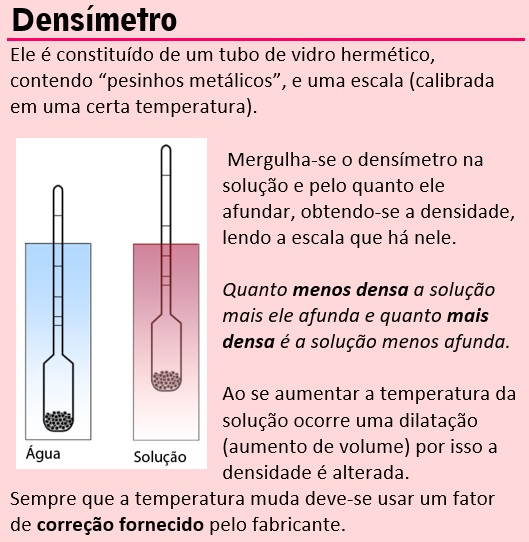 Densímetro
Ele é constituído de um tubo de vidro hermético,
contendo “pesinhos metálicos”, e uma escala (calibrada
em uma certa temperatura).
Mergulha-se o densímetro na
solução e pelo quanto ele
afundar, obtendo-se a densidade,
lendo a escala que há nele.
Quanto menos densa a solução
mais ele afunda e quanto mais
densa é a solução menos afunda.
Ao se aumentar a temperatura da
solução ocorre uma dilatação
(aumento de volume) por isso a
densidade é alterada.
Água
Solução
Sempre que a temperatura muda deve-se usar um fator
de correção fornecido pelo fabricante.